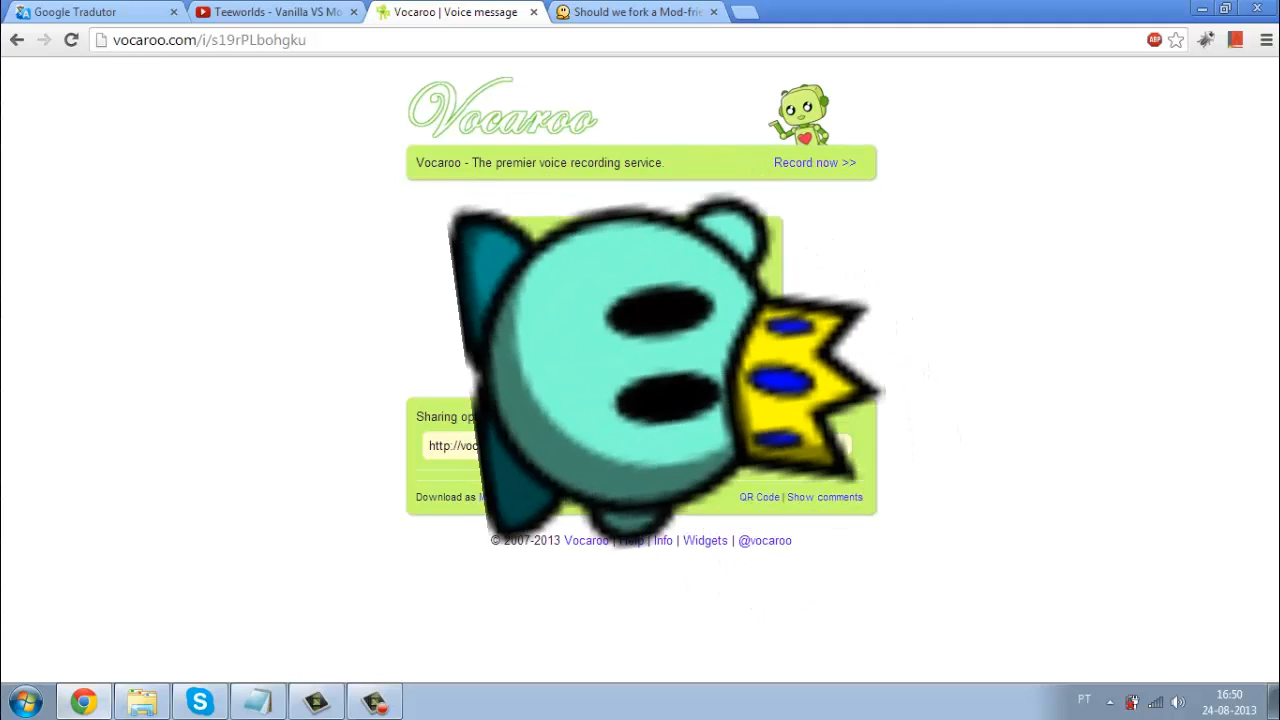 Google Tradutor
Teeworlds - Vanilla VS Mo
Vocaroo | Voice message
Should we fork a Mod-frie
vocaroo.com/i/s19rPLbohgku
ABP
Vocaroo
Vocaroo - The premier voice recording service.
Record now >>
Sharing op
http://voc
Download as
QR Code | Show comments
© 2007-2013 Vocaroo | Help | Info | Widgets | @vocaroo
PT
16:50
24-08-2013